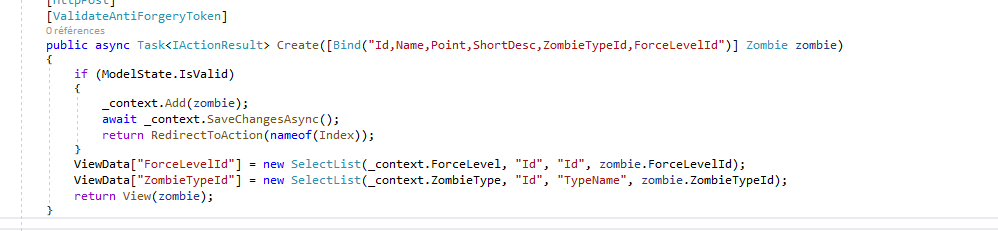 [HttpPost]
[ValidateAntiForgeryToken]
0 références
public async Task<IActionResult> Create([Bind("Id,Name,Point,ShortDesc,ZombieTypeId,ForceLevelId")] Zombie zombie)
{
if (ModelState.IsValid)
{
_context.Add(zombie);
await _context.SaveChangesAsync();
return RedirectToAction(nameof(Index));
}
ViewData["ForceLevelId"] = new SelectList(_context.ForceLevel, "Id", "Id", zombie.ForceLevelId);
ViewData["ZombieTypeId"] = new SelectList(_context.ZombieType, "Id", "TypeName", zombie.ZombieTypeId);
return View(zombie);
}